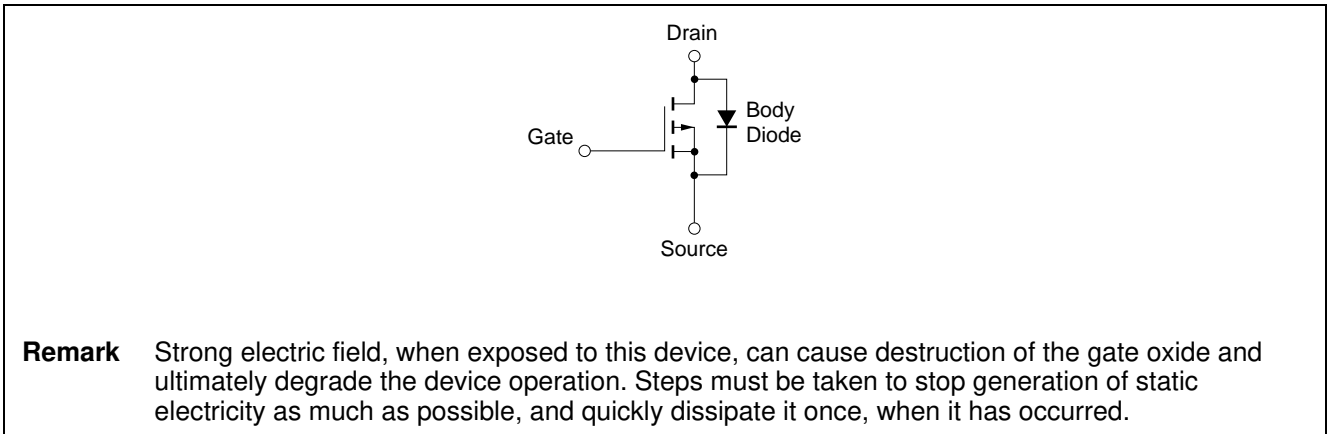 Drain
Body
Diode
Gate
Source
Remark Strong electric field, when exposed to this device, can cause destruction of the gate oxide and
ultimately degrade the device operation. Steps must be taken to stop generation of static
electricity as much as possible, and quickly dissipate it once, when it has occurred.